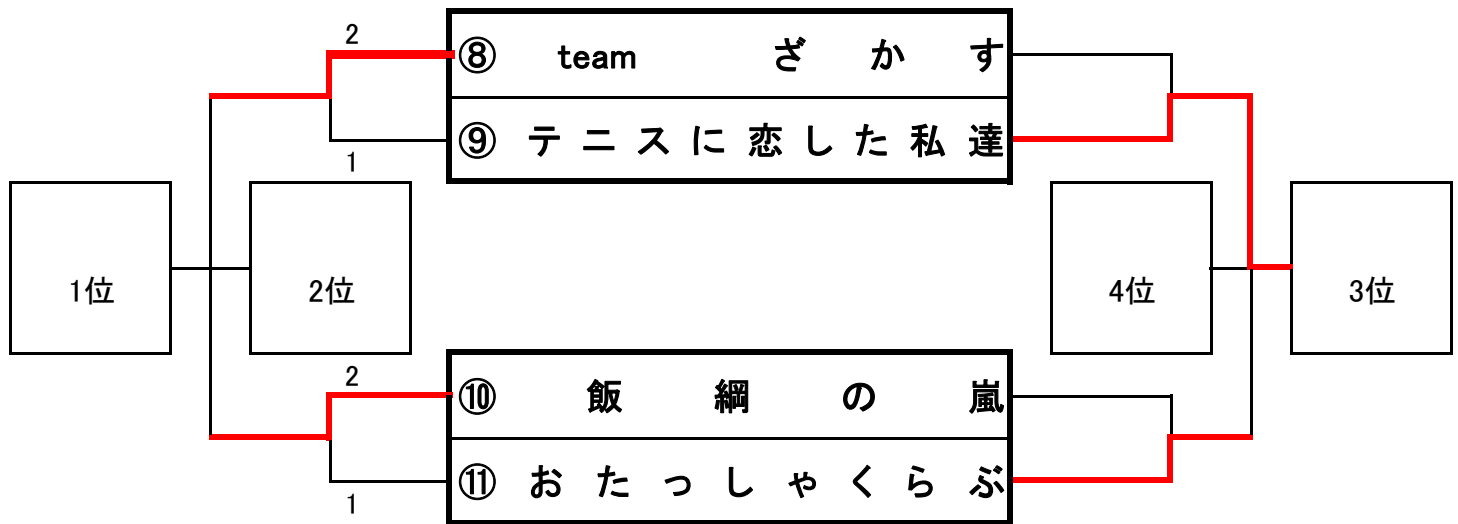 2
⑧ team ざかす
⑨ テニスに恋した私達
1
1位
2位
4位
3位
2
⑩ 飯綱の嵐
⑪ おたっしゃくらぶ
1